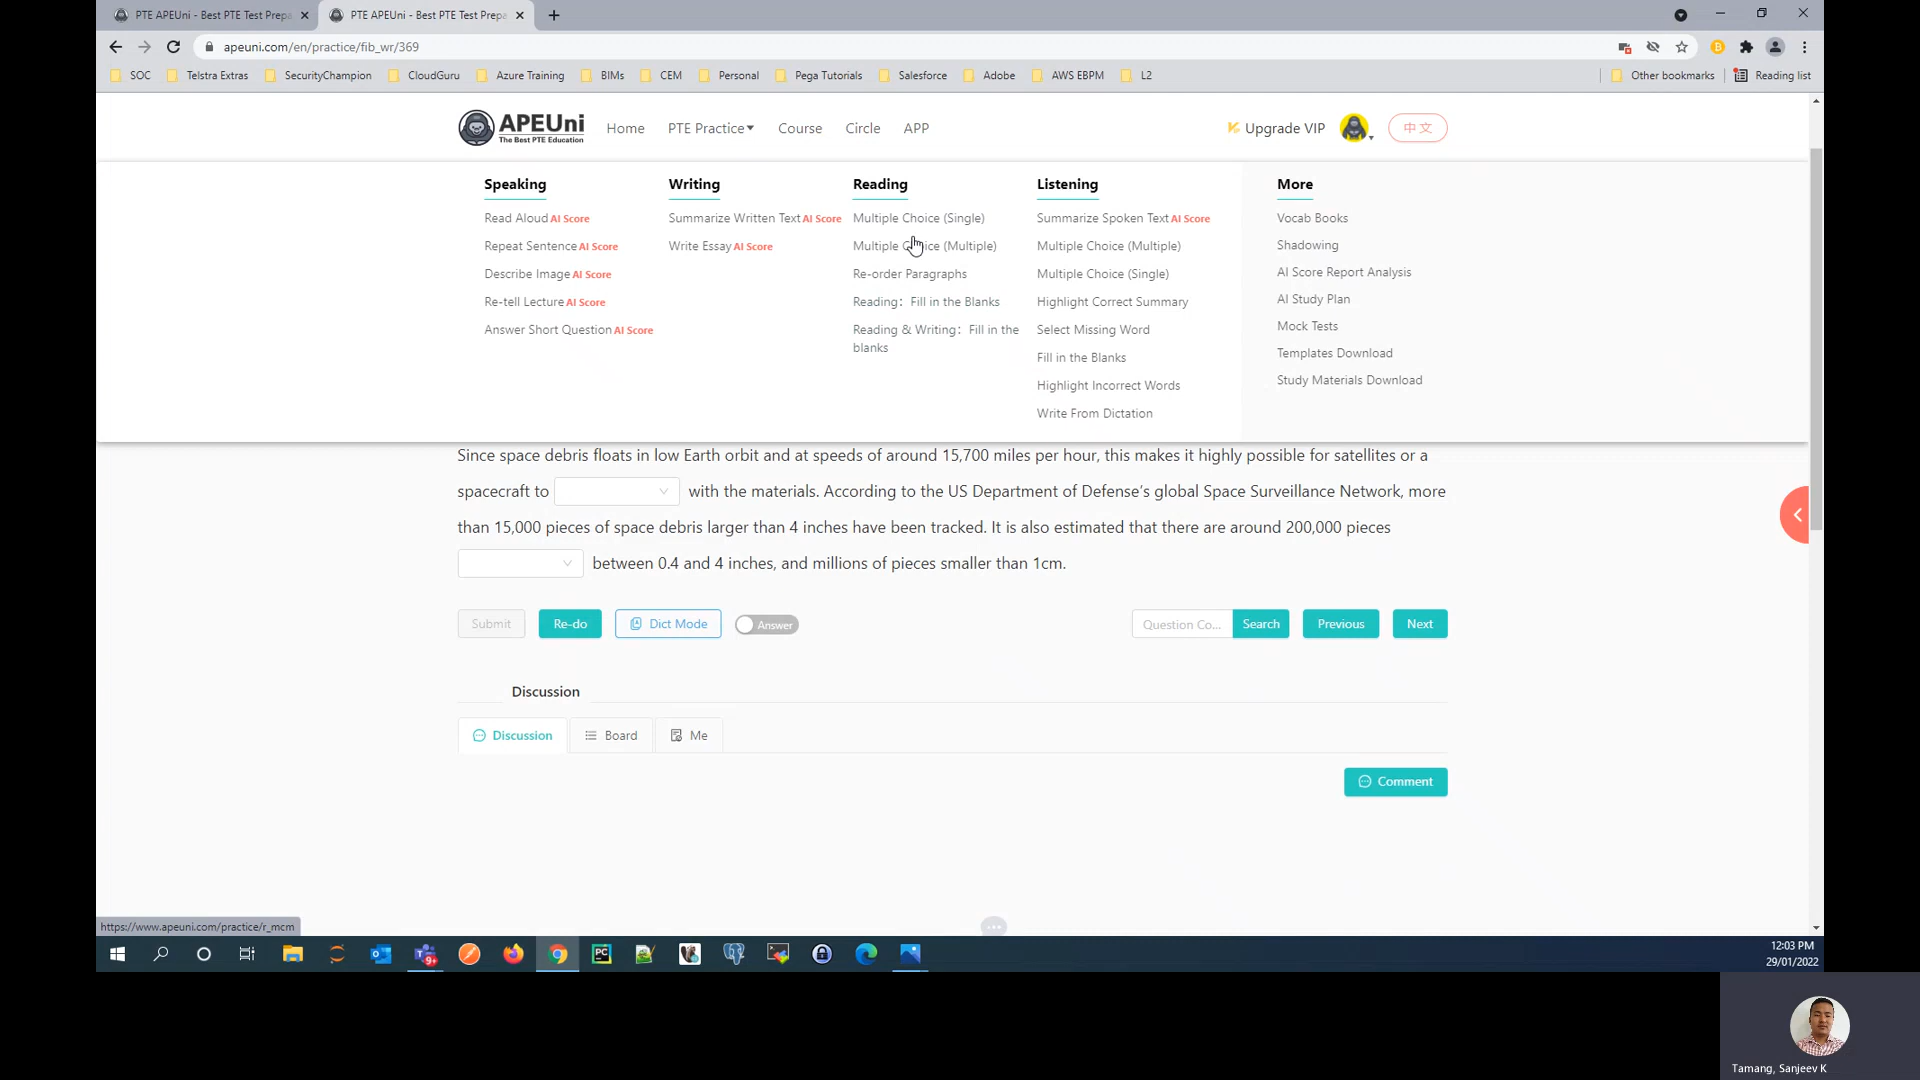 PTE APEUni - Best PTE Test Prepa
PTE APEUni - Best PTE Test Prepa
apeuni.com/en/practice/fib_wr/369
SOC
Telstra Extras
SecurityChampion
CloudGuru
Azure Training
BIMs
CEM
Personal
Pega Tutorials
Salesforce
Adobe
AWS EBPM
L2
Other bookmarks
Reading list
APEUni
The Best PTE Education
Home
PTE Practice
Course
Circle
APP
Upgrade VIP
中 文
Speaking
Read Aloud AI Score
Repeat Sentence AI Score
Describe Image AI Score
Re-tell Lecture AI Score
Answer Short Question AI Score
Writing
Summarize Written Text AI Score
Write Essay AI Score
Reading
Multiple Choice (Single)
Multiple Choice (Multiple)
Re-order Paragraphs
Reading：Fill in the Blanks
Reading & Writing：Fill in the
blanks
Listening
Summarize Spoken Text AI Score
Multiple Choice (Multiple)
Multiple Choice (Single)
Highlight Correct Summary
Select Missing Word
Fill in the Blanks
Highlight Incorrect Words
Write From Dictation
More
Vocab Books
Shadowing
AI Score Report Analysis
AI Study Plan
Mock Tests
Templates Download
Study Materials Download
Since space debris floats in low Earth orbit and at speeds of around 15,700 miles per hour, this makes it highly possible for satellites or a
spacecraft to with the materials. According to the US Department of Defense’s global Space Surveillance Network, more
than 15,000 pieces of space debris larger than 4 inches have been tracked. It is also estimated that there are around 200,000 pieces
between 0.4 and 4 inches, and millions of pieces smaller than 1cm.
Submit
Re-do
Dict Mode
Answer
Question Co...
Search
Previous
Next
Discussion
Discussion
Board
Me
Comment
https://www.apeuni.com/practice/r_mcm
12:03 PM
29/01/2022
Tamang, Sanjeev K